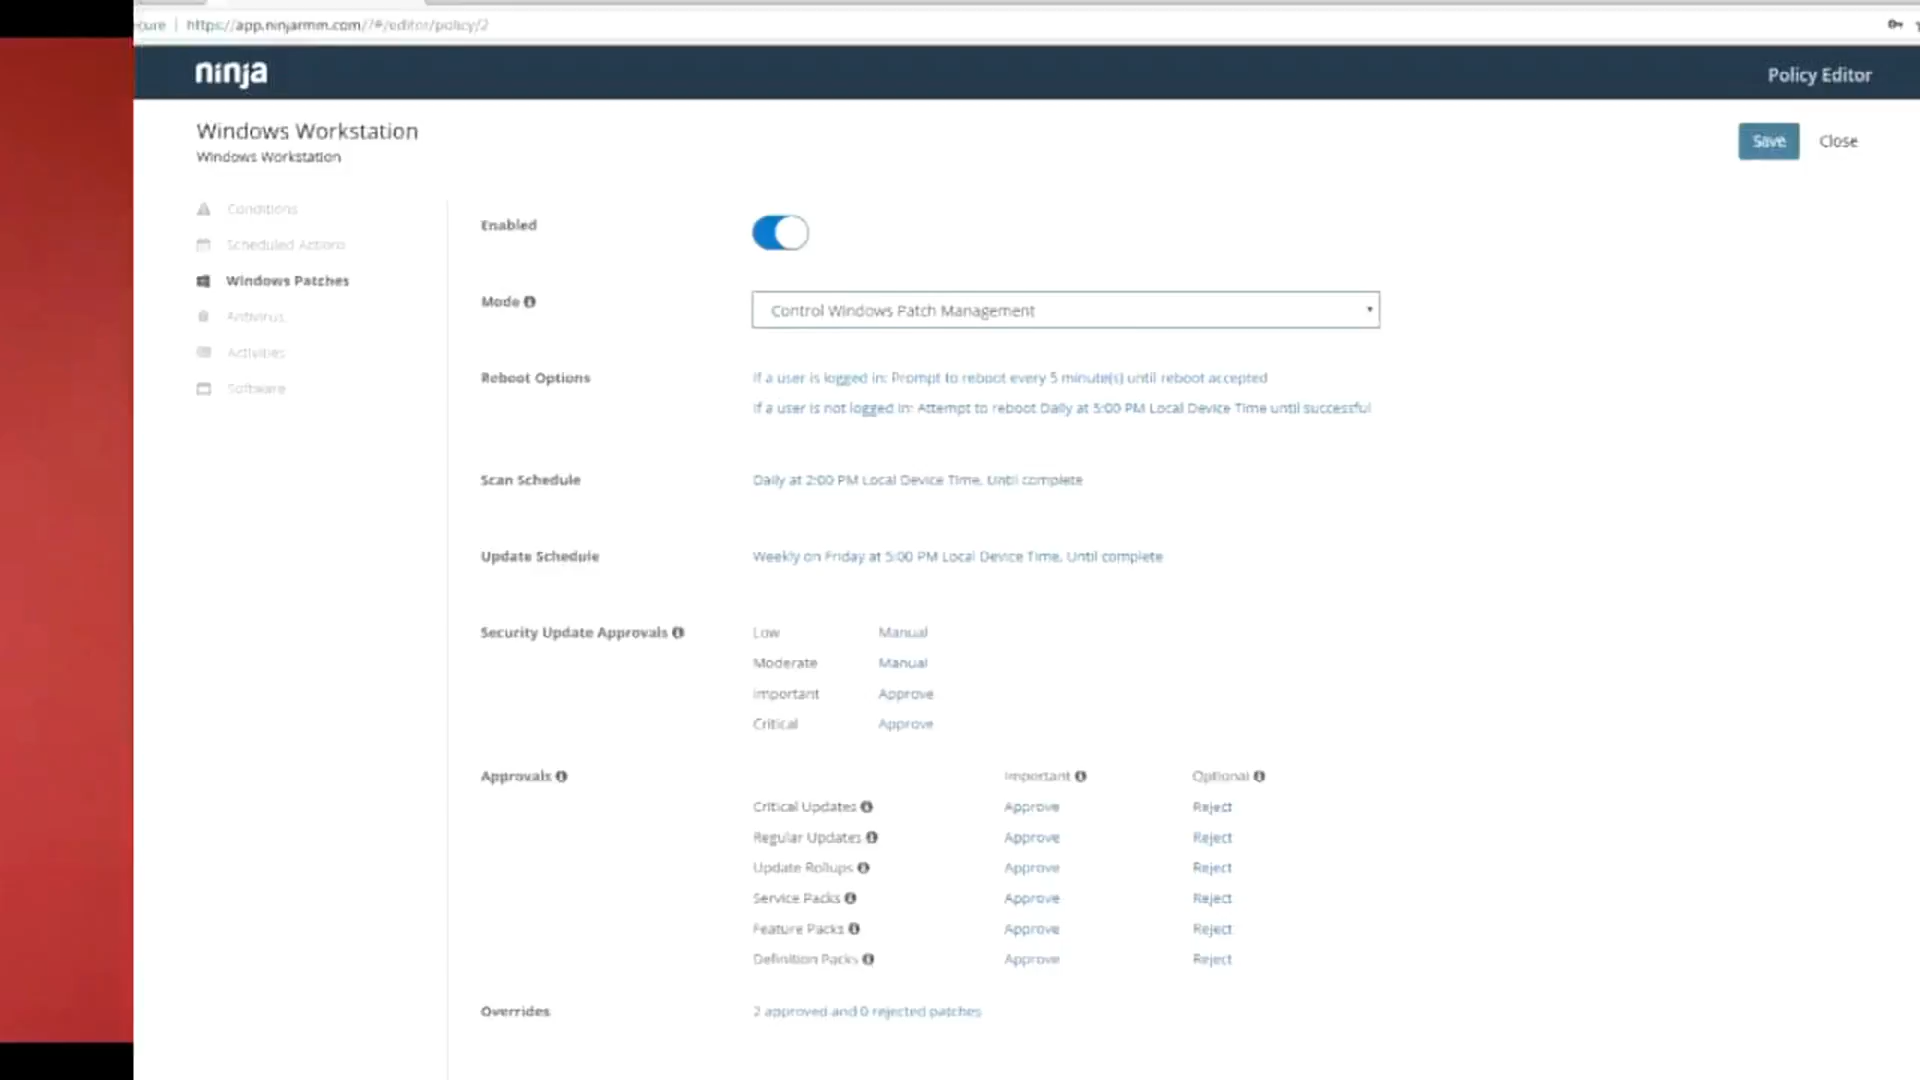 cure | https://app.ninjarmm.com/?#/editor/policy/2
ninja
Policy Editor
Windows Workstation
Windows Workstation
Save
Close
Conditions
Scheduled Actions
Windows Patches
Antivirus
Activities
Software
Enabled
Mode
Control Windows Patch Management
Reboot Options
If a user is logged in: Prompt to reboot every 5 minute(s) until reboot accepted
If a user is not logged in: Attempt to reboot Daily at 5:00 PM Local Device Time until successful
Scan Schedule
Daily at 2:00 PM Local Device Time, Until complete
Update Schedule
Weekly on Friday at 5:00 PM Local Device Time, Until complete
Security Update Approvals
Low Manual
Moderate Manual
Important Approve
Critical Approve
Approvals Important Optional
Critical Updates Approve Reject
Regular Updates Approve Reject
Update Rollups Approve Reject
Service Packs Approve Reject
Feature Packs Approve Reject
Definition Packs Approve Reject
Overrides
2 approved and 0 rejected patches